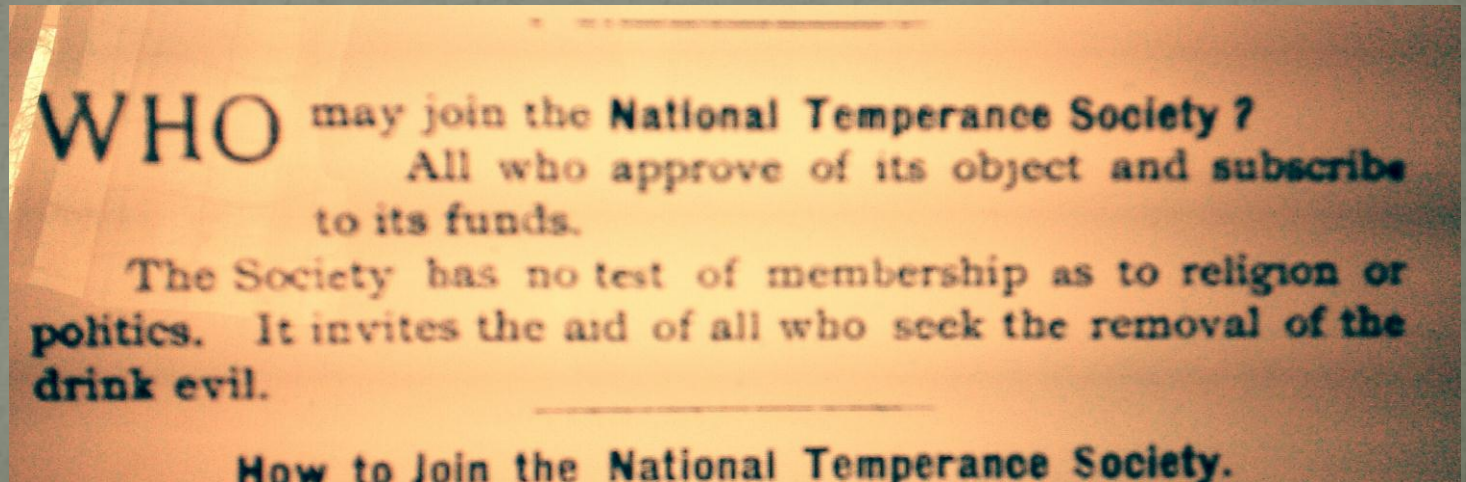 WHO may join the National Temperance Society?
All who approve of its object and subscribe
to its funds.
The Society has no test of membership as to religion or
politics. It invites the aid of all who seek the removal of the
drink evil.
How to Join the National Temperance Society.